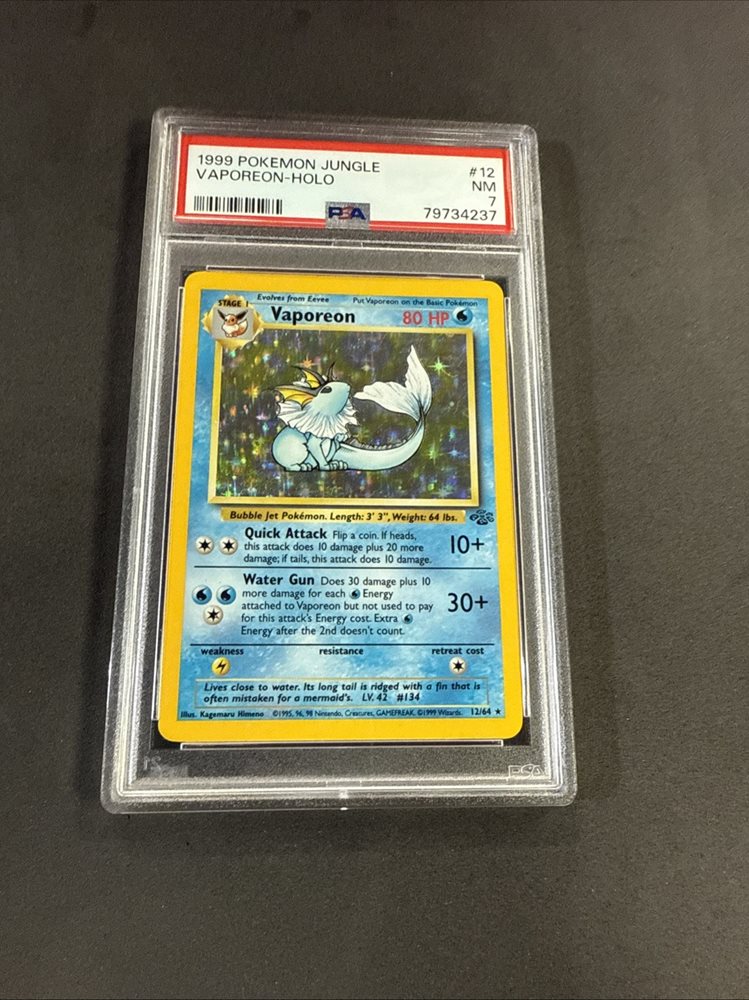 1999 POKEMON JUNGLE #12
VAPOREON-HOLO NM
7
PSA 79734237
STAGE 1 Evolves from Eevee Put Vaporeon on the Basic Pokémon
Vaporeon 80 HP
Bubble Jet Pokémon. Length: 3' 3", Weight: 64 lbs.
Quick Attack Flip a coin. If heads,
this attack does 10 damage plus 20 more
damage; if tails, this attack does 10 damage.
10+
Water Gun Does 30 damage plus 10
more damage for each Energy
attached to Vaporeon but not used to pay
for this attack's Energy cost. Extra
Energy after the 2nd doesn't count.
30+
weakness resistance retreat cost
Lives close to water. Its long tail is ridged with a fin that is
often mistaken for a mermaid's. LV. 42 #134
Illus. Kagemaru Himeno ©1995, 96, 98 Nintendo, Creatures, GAMEFREAK. ©1999 Wizards. 12/64 ★
PSA